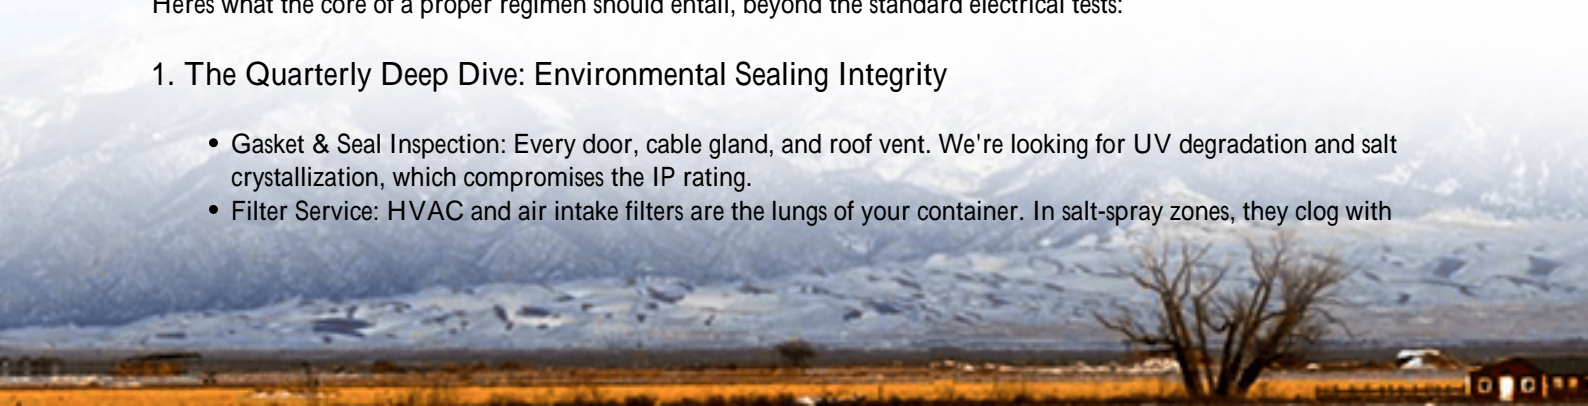 Heres what the core of a proper regimen should entail, beyond the standard electrical tests:
1. The Quarterly Deep Dive: Environmental Sealing Integrity
• Gasket & Seal Inspection: Every door, cable gland, and roof vent. We're looking for UV degradation and salt
crystallization, which compromises the IP rating.
• Filter Service: HVAC and air intake filters are the lungs of your container. In salt-spray zones, they clog with